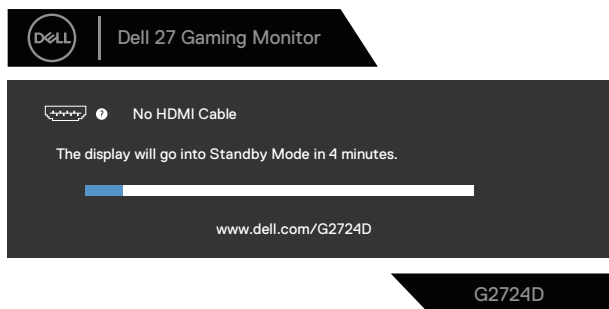 DELL
Dell 27 Gaming Monitor
? No HDMI Cable
The display will go into Standby Mode in 4 minutes.
www.dell.com/G2724D
G2724D